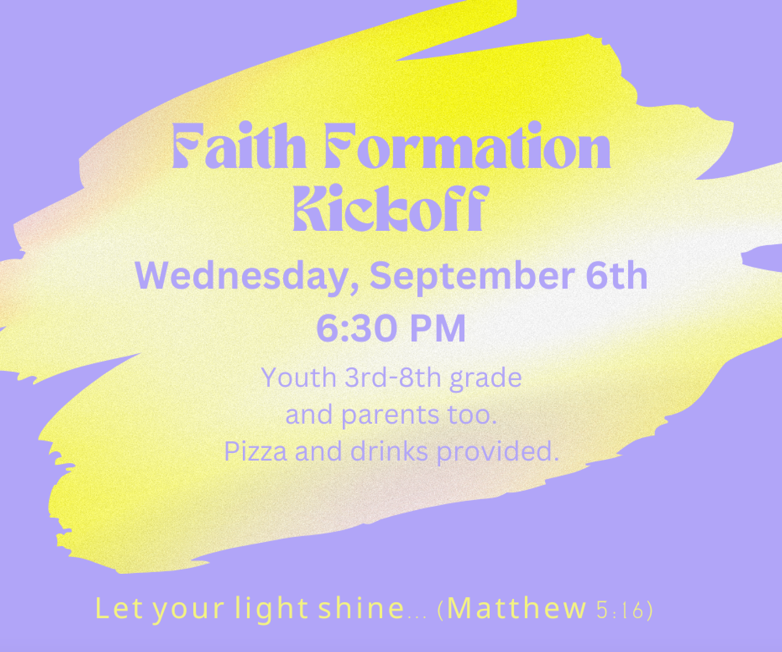 Faith Formation
Kickoff
Wednesday, September 6th
6:30 PM
Youth 3rd-8th grade
and parents too.
Pizza and drinks provided.
Let your light shine... (Matthew 5:16)